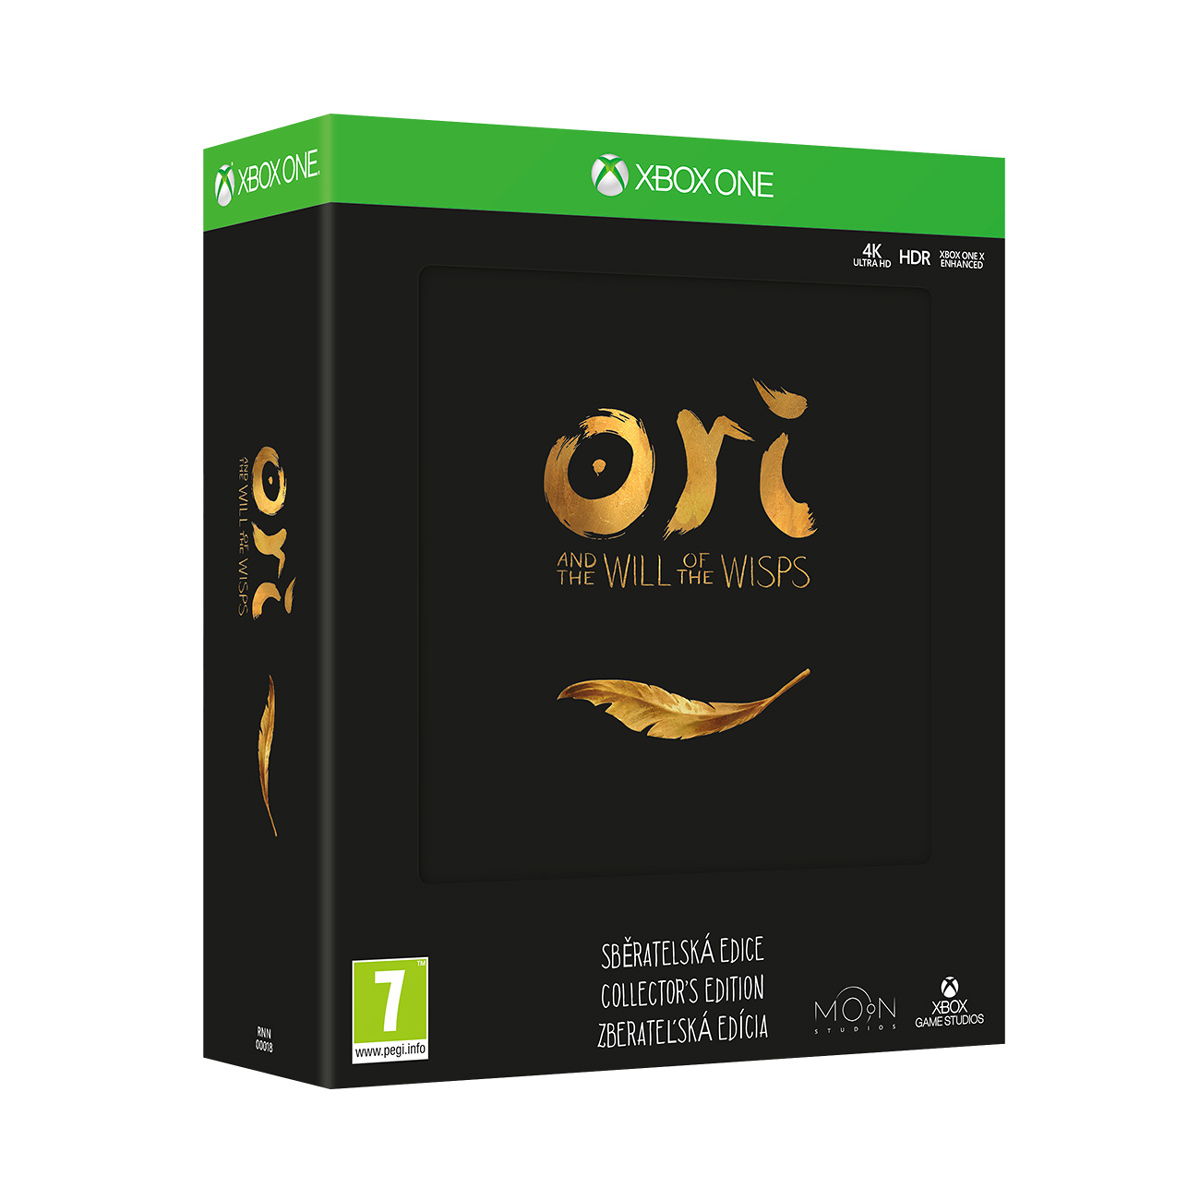 XBOX ONE
XBOX ONE
4K
ULTRA HD
HDR
XBOX ONE X
ENHANCED
ori
AND THE WILL OF THE WISPS
ori
AND THE WILL OF THE WISPS
SBĚRATELSKÁ EDICE
COLLECTOR'S EDITION
ZBERATEĽSKÁ EDÍCIA
7
™
www.pegi.info
MOON
STUDIOS
XBOX
GAME STUDIOS
RNN
00018